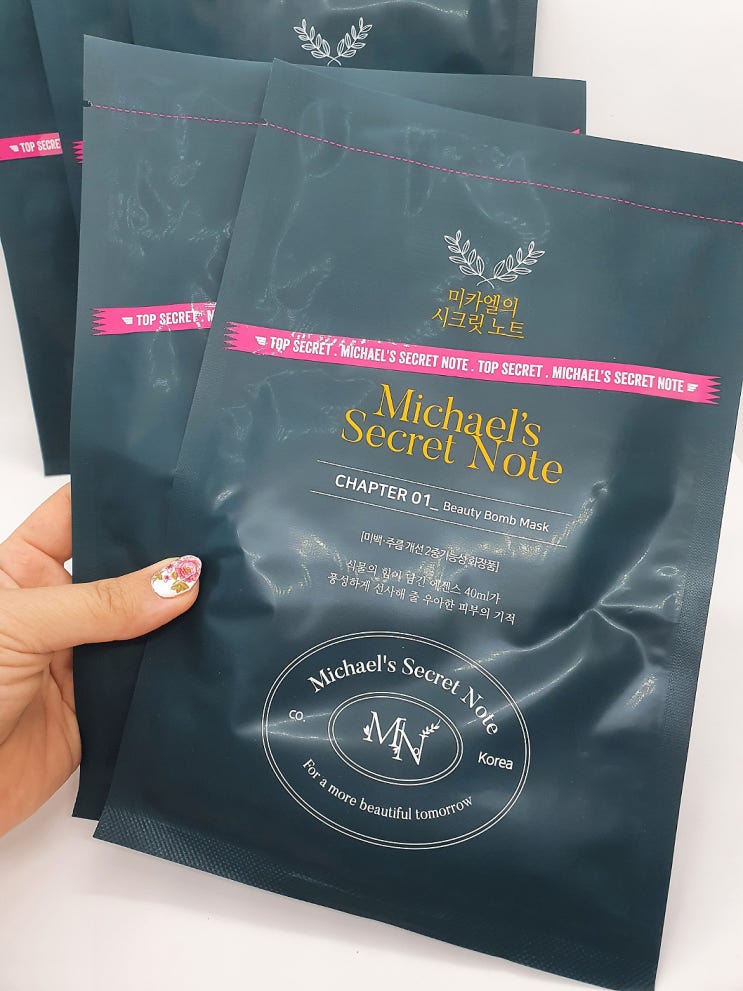 TOP SECRE
TOP SECRET . M
미카엘의
시크릿 노트
TOP SECRET . MICHAEL'S SECRET NOTE . TOP SECRET . MICHAEL'S SECRET NOTE
Michael's
Secret Note
CHAPTER 01_ Beauty Bomb Mask
[미백·주름 개선 2중기능성화장품]
식물의 힘이 담긴 에센스 40ml가
풍성하게 선사해 줄 우아한 피부의 기적
Michael's Secret Note
co.
MN
Korea
For a more beautiful tomorrow